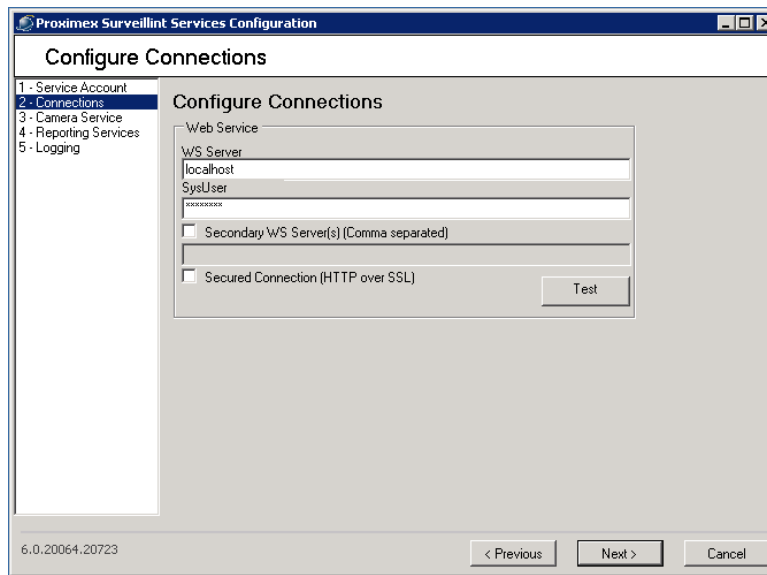 Proximex Surveillint Services Configuration
Configure Connections
1 - Service Account
2 - Connections
3 - Camera Service
4 - Reporting Services
5 - Logging
Configure Connections
Web Service
WS Server
localhost
SysUser
********
Secondary WS Server(s) (Comma separated)
Secured Connection (HTTP over SSL)
Test
6.0.20064.20723
< Previous
Next >
Cancel